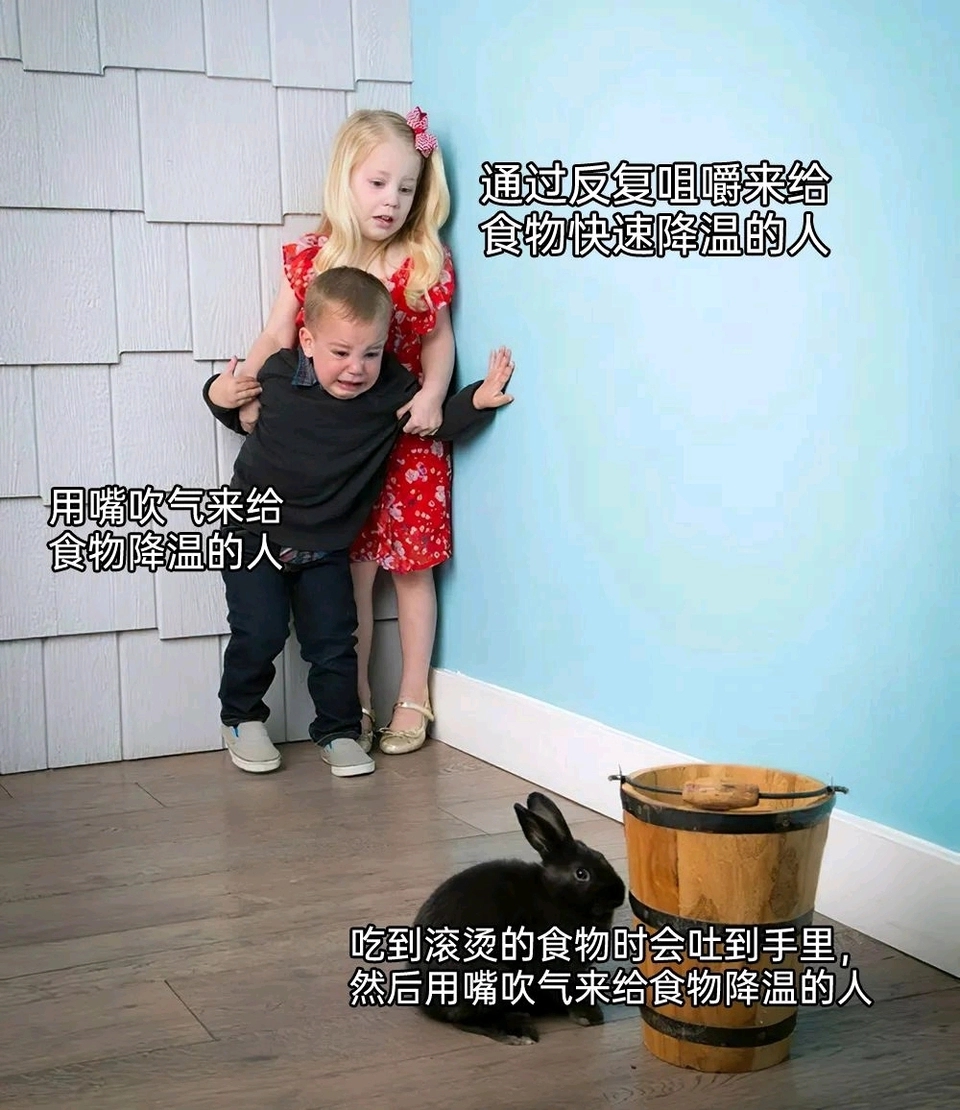 通过反复咀嚼来给
食物快速降温的人
用嘴吹气来给
食物降温的人
吃到滚烫的食物时会吐到手里，
然后用嘴吹气来给食物降温的人